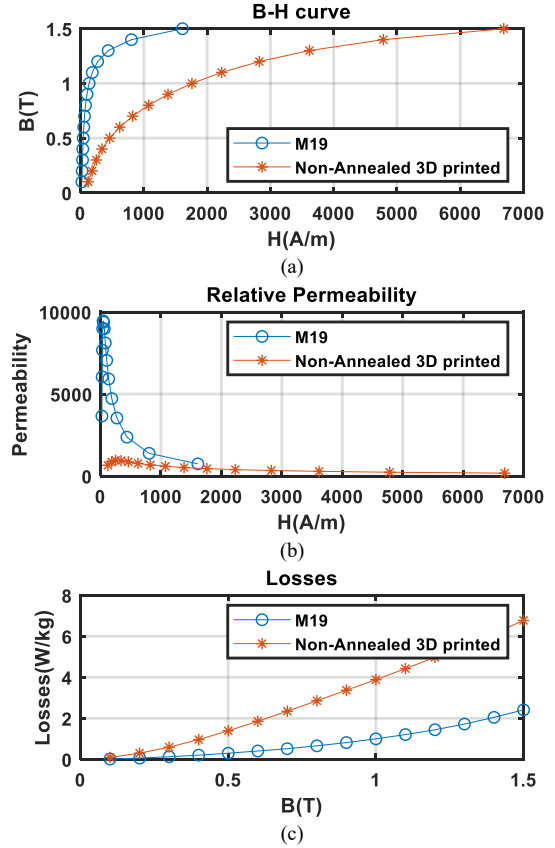 B-H curve
1.5
1
0.5
0
B(T)
M19
Non-Annealed 3D printed
0 1000 2000 3000 4000 5000 6000 7000
H(A/m)
(a)
Relative Permeability
10000
5000
0
Permeability
M19
Non-Annealed 3D printed
0 1000 2000 3000 4000 5000 6000 7000
H(A/m)
(b)
Losses
8
6
4
2
0
Losses(W/kg)
M19
Non-Annealed 3D printed
0 0.5 1 1.5
B(T)
(c)